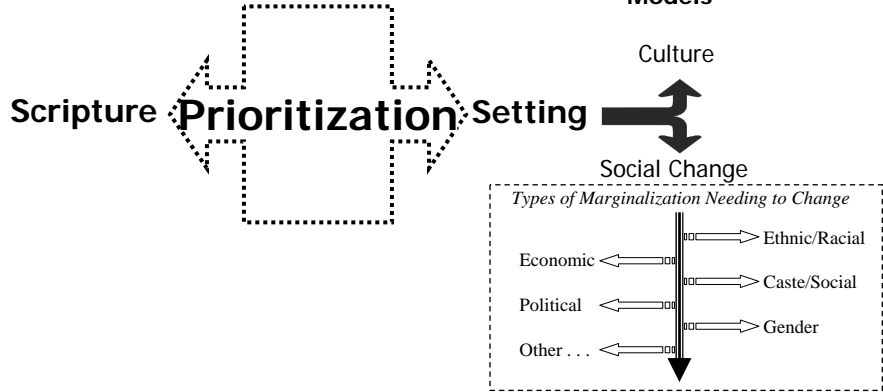 Models
Culture
Scripture Prioritization Setting
Social Change
Types of Marginalization Needing to Change
Ethnic/Racial
Economic
Caste/Social
Political
Gender
Other . . .